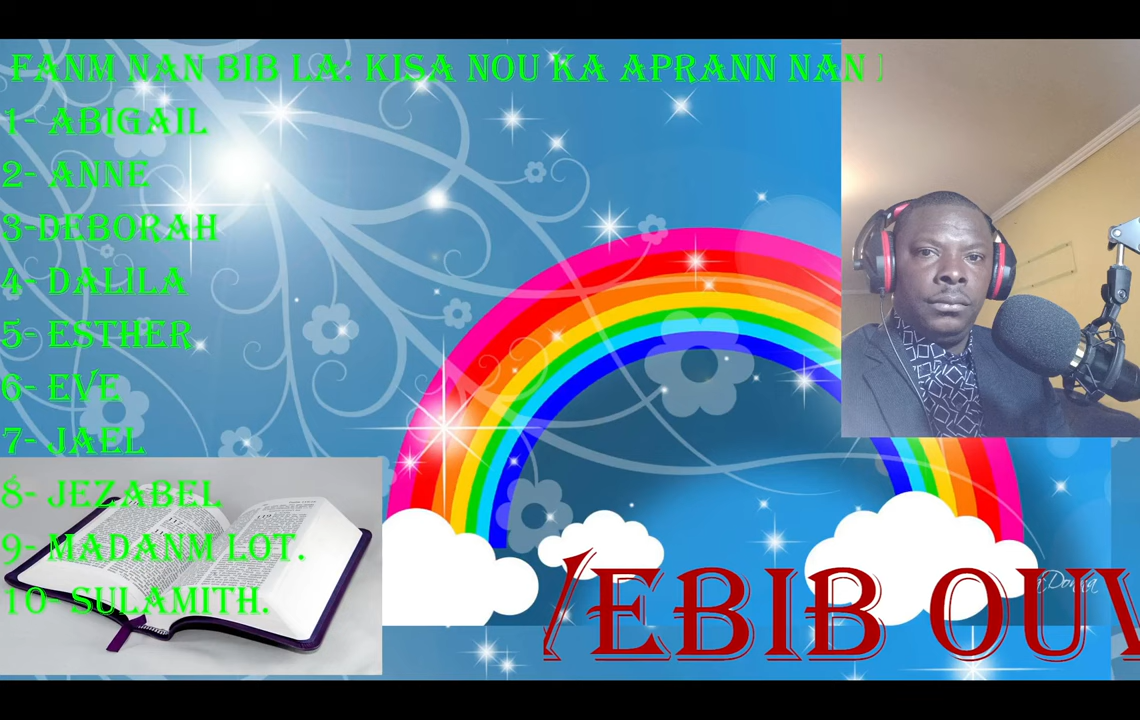 FANM NAN BIB LA: KISA NOU KA APRANN NAN
1- ABIGAIL
2- ANNE
3-DEBORAH
4- DALILA
5- ESTHER
6- EVE
7- JAEL
8- JEZABEL
9- MADANM LOT.
10- SULAMITH.
VEBIB OUV